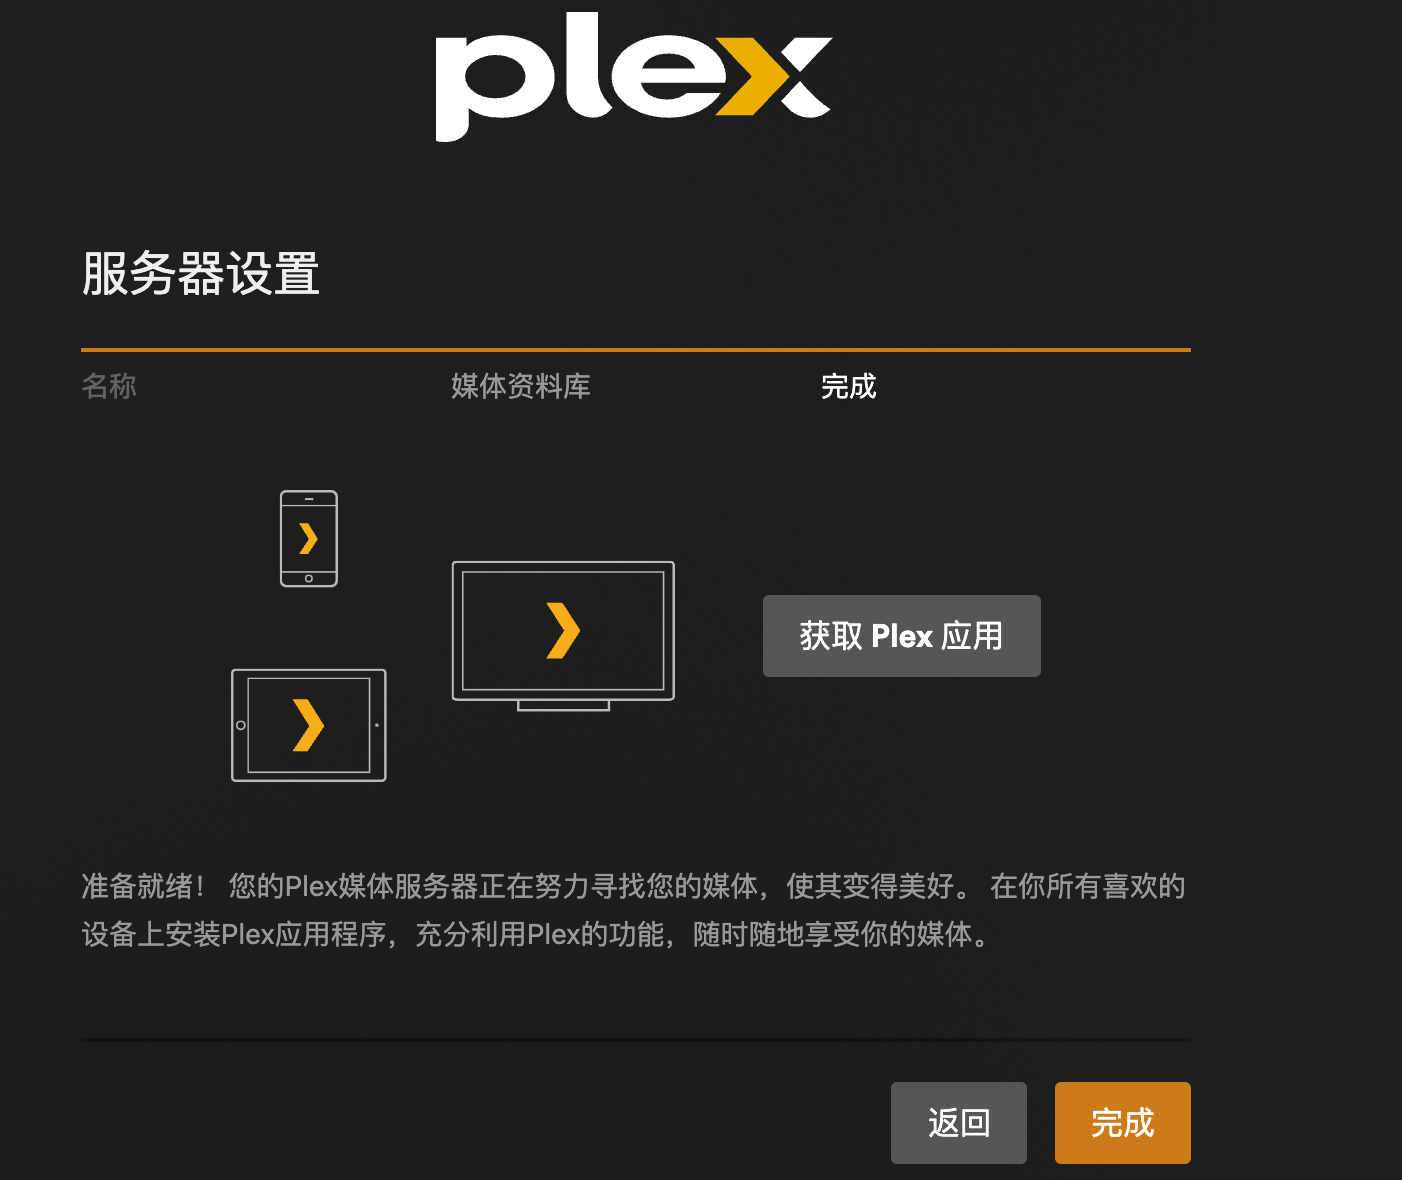 plex
服务器设置
名称
媒体资料库
完成
获取 Plex 应用
准备就绪！ 您的Plex媒体服务器正在努力寻找您的媒体，使其变得美好。 在你所有喜欢的
设备上安装Plex应用程序，充分利用Plex的功能，随时随地享受你的媒体。
返回
完成